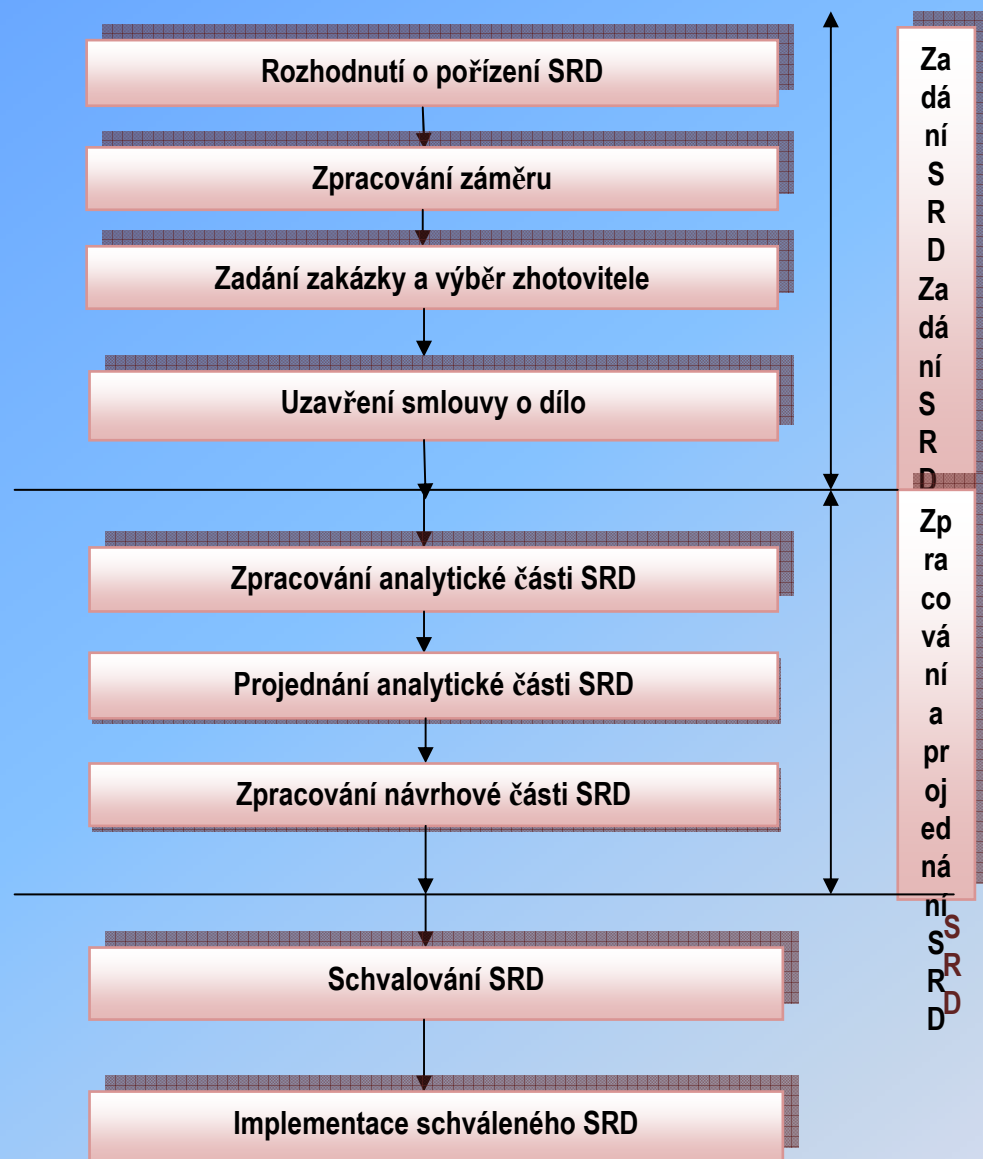 Rozhodnutí o pořízení SRD
Zpracování záměru
Zadání zakázky a výběr zhotovitele
Uzavření smlouvy o dílo
Zpracování analytické části SRD
Projednání analytické části SRD
Zpracování návrhové části SRD
Schvalování SRD
Implementace schváleného SRD
Za
dá
ní
S
R
D
Za
dá
ní
S
R
D
Zp
ra
co
vá
ní
a
pr
oj
ed
ná
ní
S
R
D
S
R
D